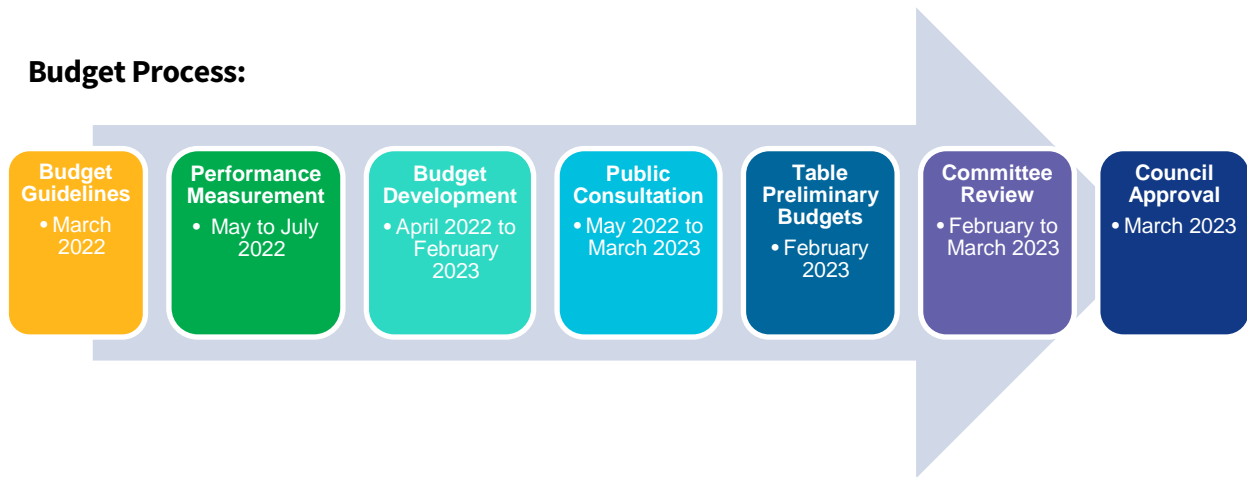 Budget Process:
Budget
Guidelines
• March
2022
Performance
Measurement
• May to July
2022
Budget
Development
• April 2022 to
February
2023
Public
Consultation
• May 2022 to
March 2023
Table
Preliminary
Budgets
• February
2023
Committee
Review
• February to
March 2023
Council
Approval
• March 2023